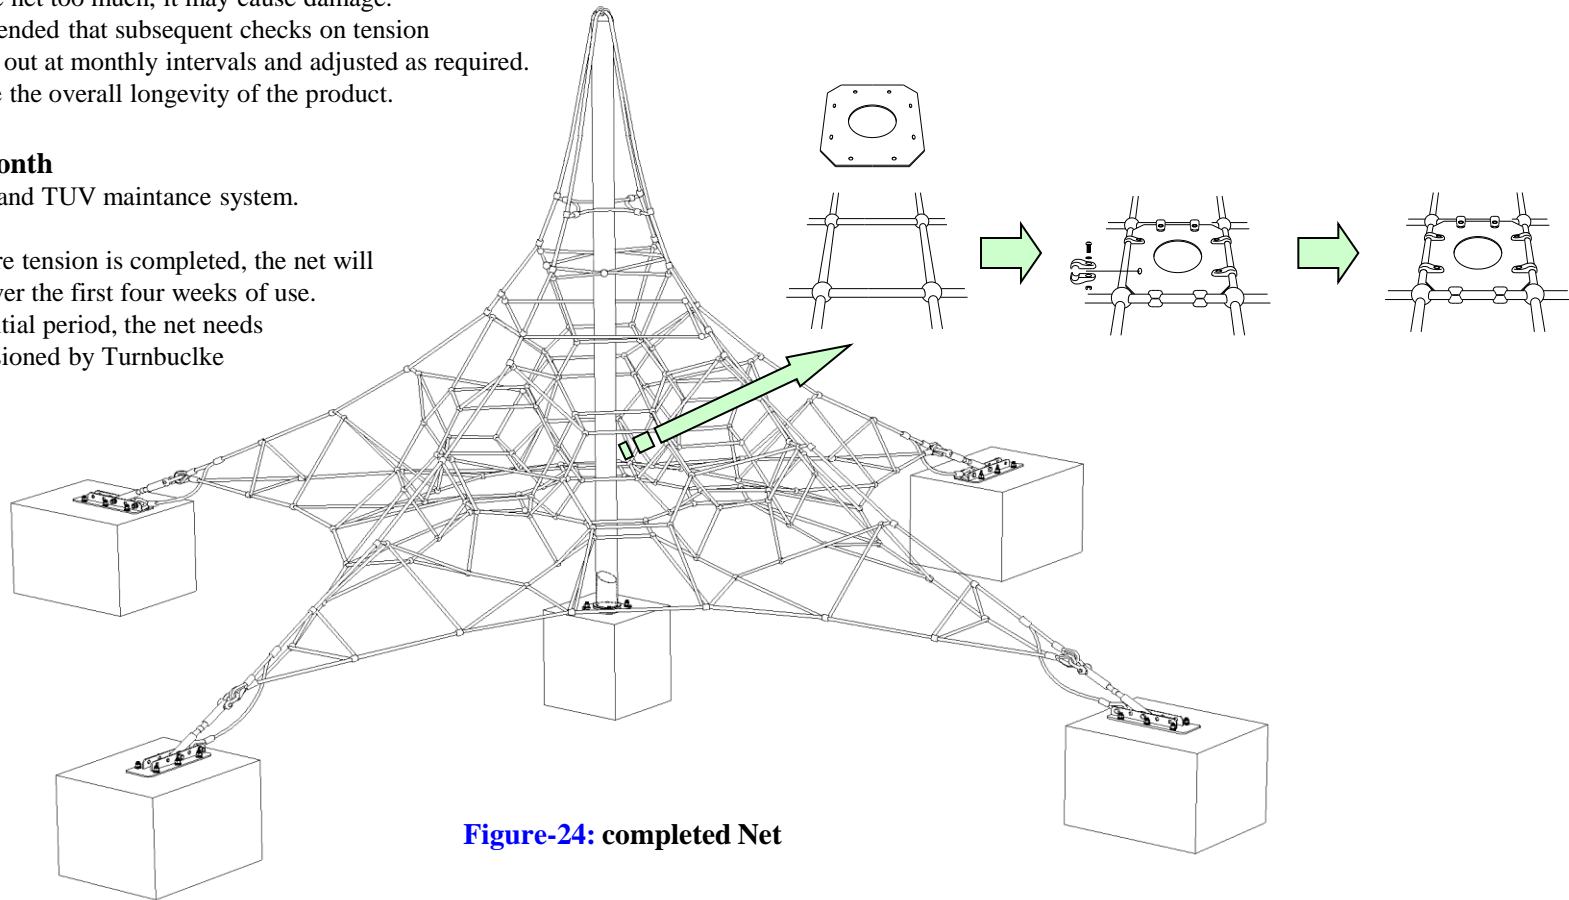 net too much, it may cause damage.
ended that subsequent checks on tension
out at monthly intervals and adjusted as required.
the overall longevity of the product.
onth
and TUV maintance system.
re tension is completed, the net will
ver the first four weeks of use.
tial period, the net needs
sioned by Turnbuclke
Figure-24: completed Net